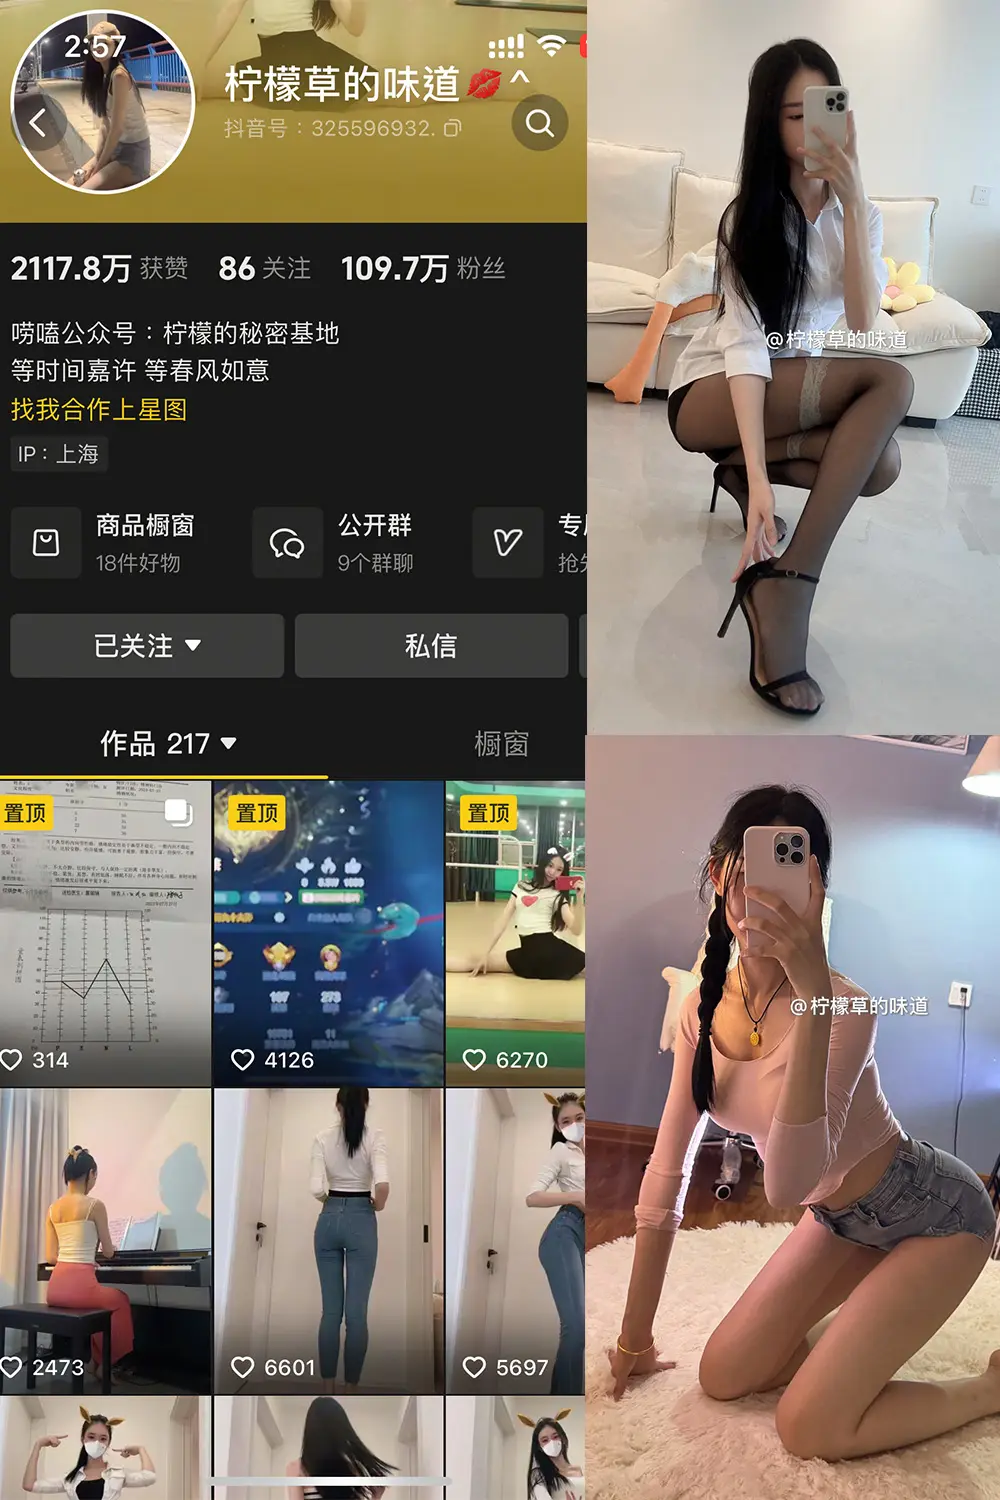 2:57
柠檬草的味道💋^
抖音号：325596932.
2117.8万 获赞 86 关注 109.7万 粉丝
唠嗑公众号：柠檬的秘密基地
等时间嘉许 等春风如意
找我合作上星图
IP：上海
商品橱窗
18件好物
公开群
9个群聊
专
抢
已关注
私信
作品 217
橱窗
置顶
置顶
置顶
314
4126
6270
2473
6601
5697
@柠檬草的味道
@柠檬草的味道